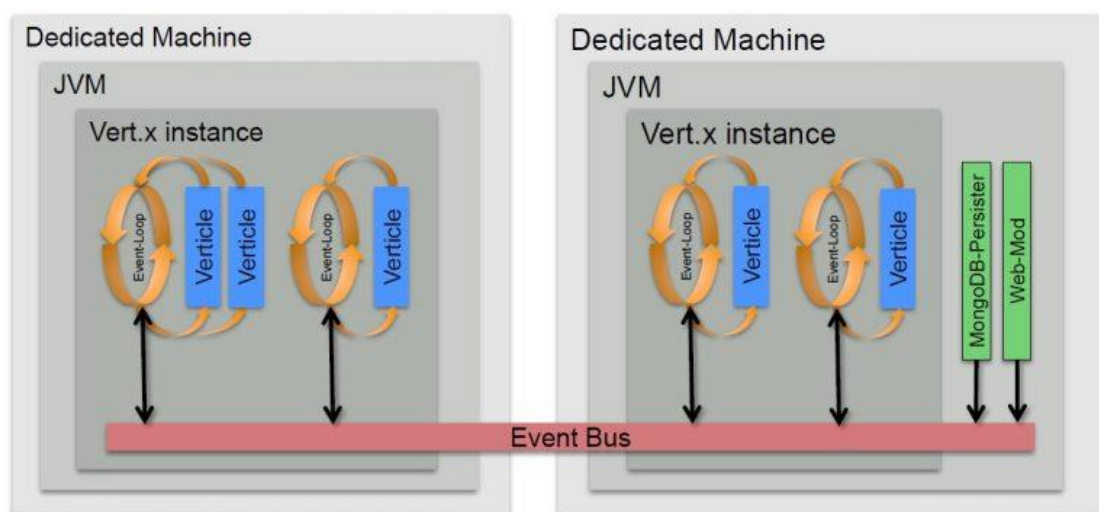 Dedicated Machine
JVM
Vert.x instance
Event-Loop
Verticle
Verticle
Event-Loop
Verticle
Dedicated Machine
JVM
Vert.x instance
Event-Loop
Verticle
Event-Loop
Verticle
MongoDB-Persister
Web-Mod
Event Bus